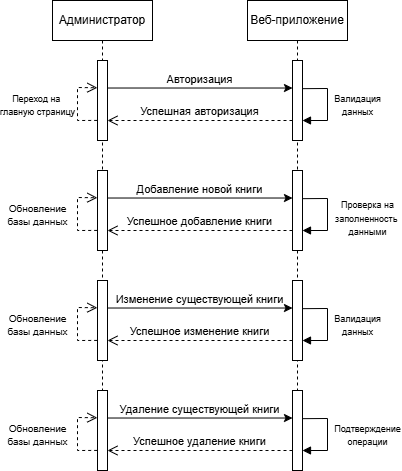 Администратор
Веб-приложение
Авторизация
Переход на
главную страницу
Успешная авторизация
Валидация
данных
Добавление новой книги
Обновление
базы данных
Успешное добавление книги
Проверка на
заполненность
данными
Изменение существующей книги
Обновление
базы данных
Успешное изменение книги
Валидация
данных
Удаление существующей книги
Обновление
базы данных
Успешное удаление книги
Подтверждение
операции